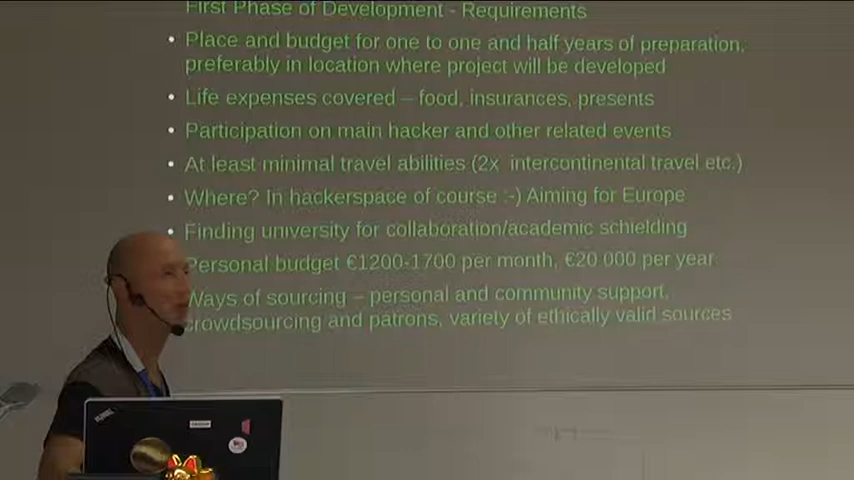 First Phase of Development - Requirements
Place and budget for one to one and half years of preparation,
preferably in location where project will be developed
Life expenses covered – food, insurances, presents
Participation on main hacker and other related events
At least minimal travel abilities (2x intercontinental travel etc.)
Where? In hackerspace of course :-) Aiming for Europe
Finding university for collaboration/academic schielding
Personal budget €1200-1700 per month, €20 000 per year
Ways of sourcing – personal and community support,
crowdsourcing and patrons, variety of ethically valid sources